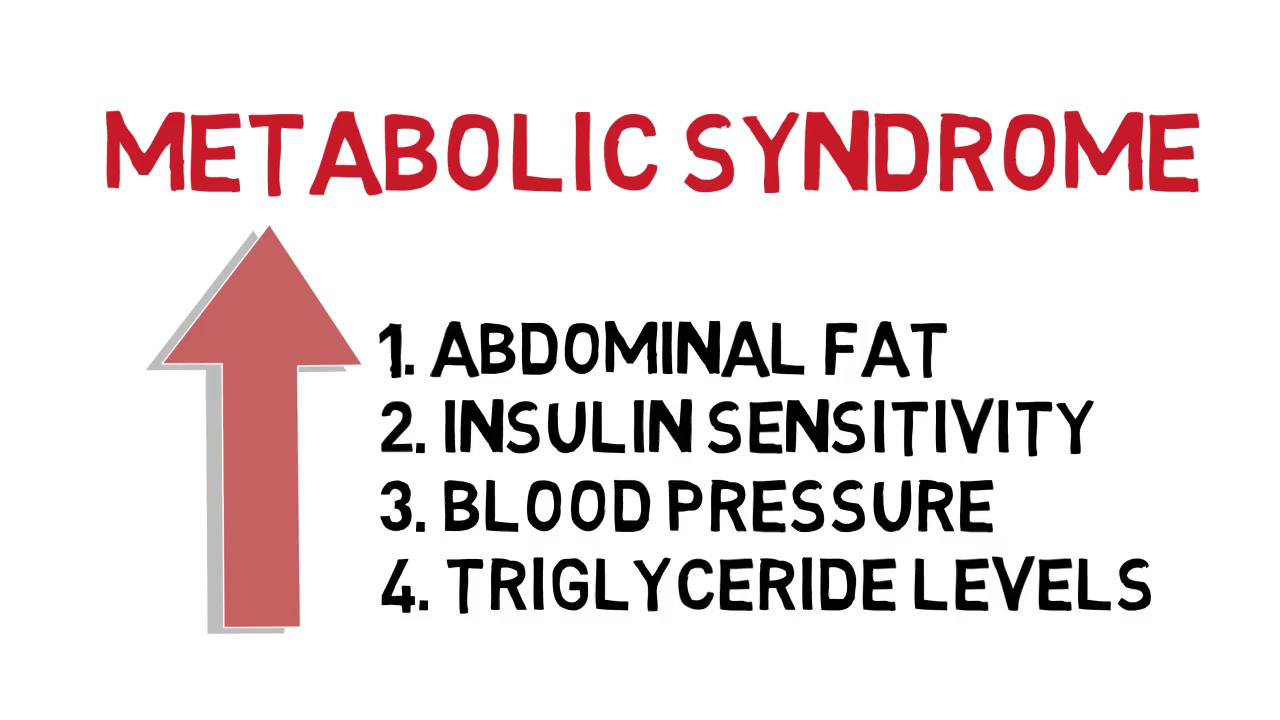 METABOLIC SYNDROME
1. ABDOMINAL FAT
2. INSULIN SENSITIVITY
3. BLOOD PRESSURE
4. TRIGLYCERIDE LEVELS